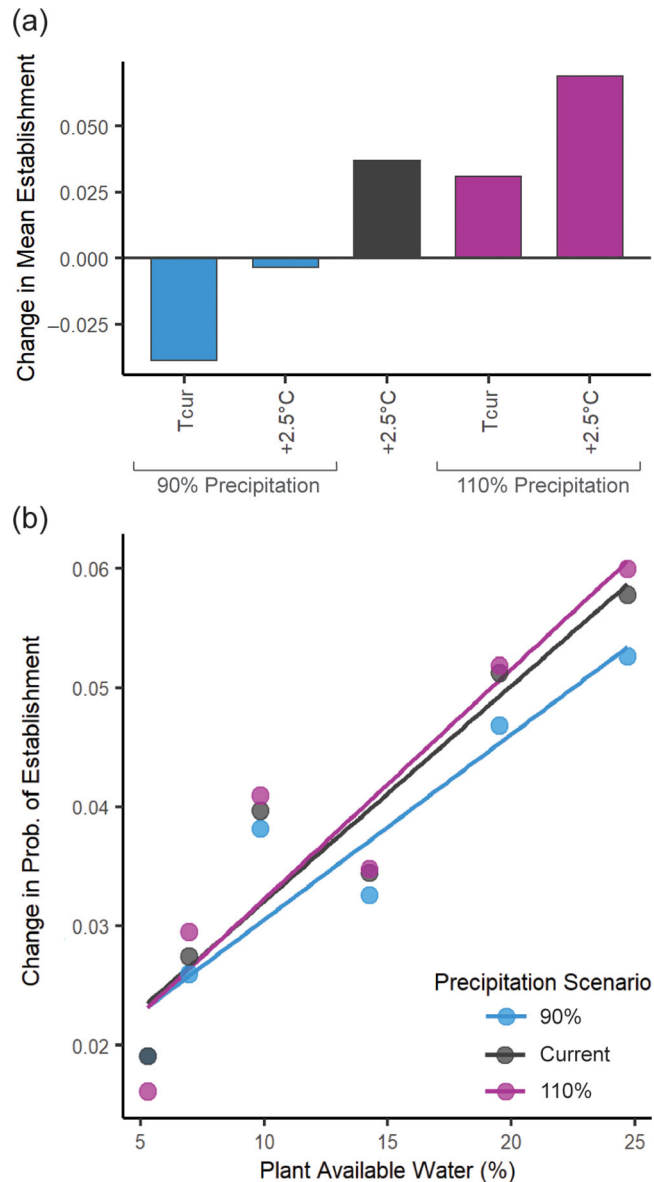 (a)
Change in Mean Establishment
0.050
0.025
0.000
−0.025
Tcur
+2.5°C
+2.5°C
Tcur
+2.5°C
90% Precipitation
110% Precipitation
(b)
Change in Prob. of Establishment
0.06
0.05
0.04
0.03
0.02
Precipitation Scenario
90%
Current
110%
5
10
15
20
25
Plant Available Water (%)